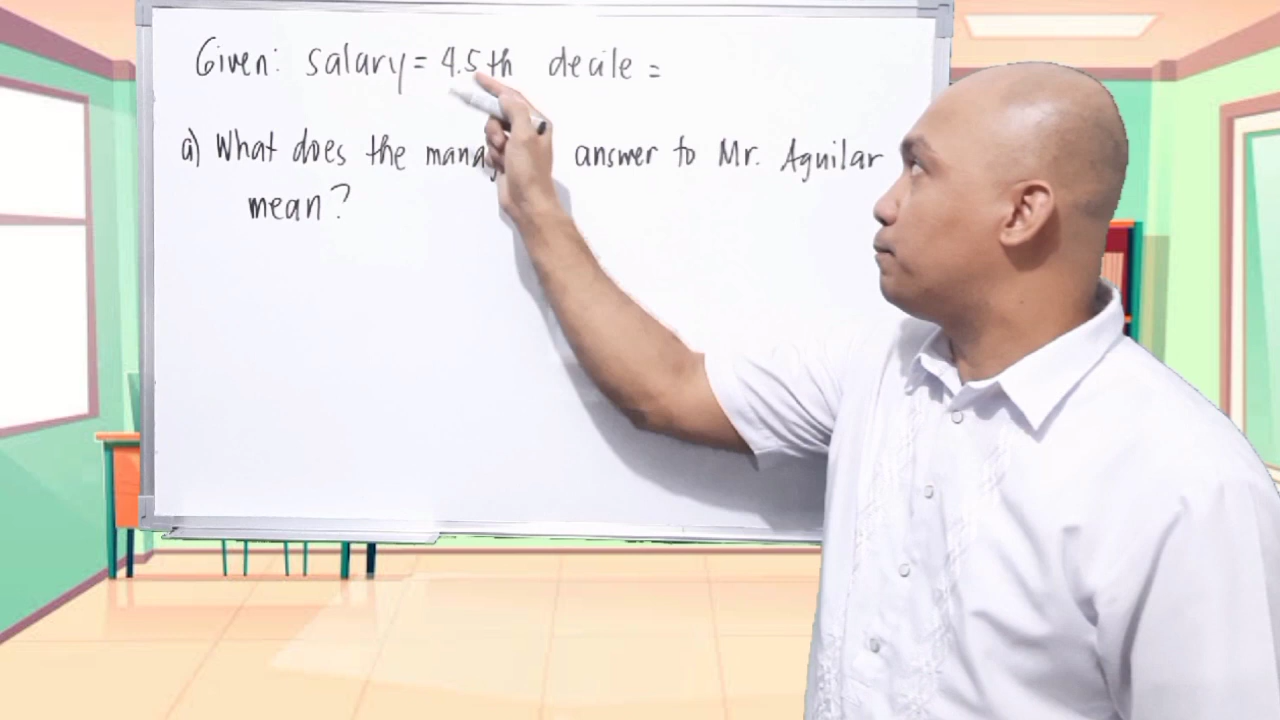 Given: salary = 4.5th decile =
a) What does the mana answer to Mr. Aguilar
mean?